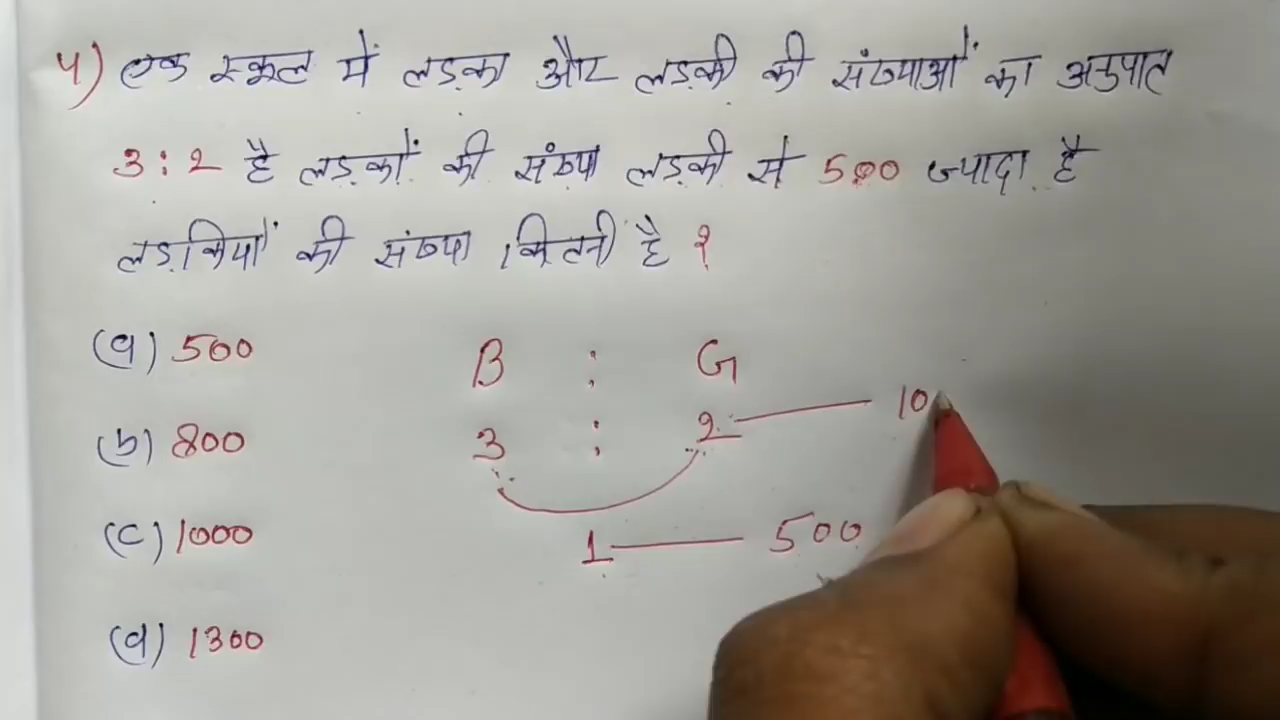 4) एक स्कूल में लड़का और लड़की की संख्याओं का अनुपात
3 : 2 है लड़कों की संख्या लड़की से 500 ज्यादा है
लड़कियों की संख्या कितनी है ?
(a) 500
B : G
(b) 800
3 : 2 — 10
(c) 1000
1 — 500
(d) 1300